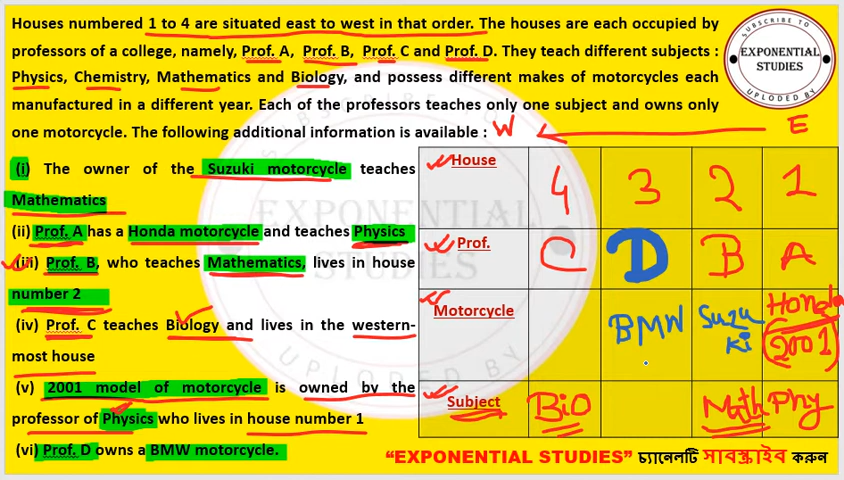 Houses numbered 1 to 4 are situated east to west in that order. The houses are each occupied by
professors of a college, namely, Prof. A, Prof. B, Prof. C and Prof. D. They teach different subjects :
Physics, Chemistry, Mathematics and Biology, and possess different makes of motorcycles each
manufactured in a different year. Each of the professors teaches only one subject and owns only
one motorcycle. The following additional information is available :
SUBSCRIBE TO
EXPONENTIAL
STUDIES
UPLODED BY
W E
(i) The owner of the Suzuki motorcycle teaches
Mathematics
(ii) Prof. A has a Honda motorcycle and teaches Physics
(iii) Prof. B, who teaches Mathematics, lives in house
number 2
(iv) Prof. C teaches Biology and lives in the western-
most house
(v) 2001 model of motorcycle is owned by the
professor of Physics who lives in house number 1
(vi) Prof. D owns a BMW motorcycle.
House 4 3 2 1
Prof. C D B A
Motorcycle BMW Suzuki Honda (2001)
Subject Bio Math Phy
SUBSCRIBE TO
EXPONENTIAL
STUDIES
UPLODED BY
"EXPONENTIAL STUDIES" চ্যানেলটি সাবস্ক্রাইব করুন